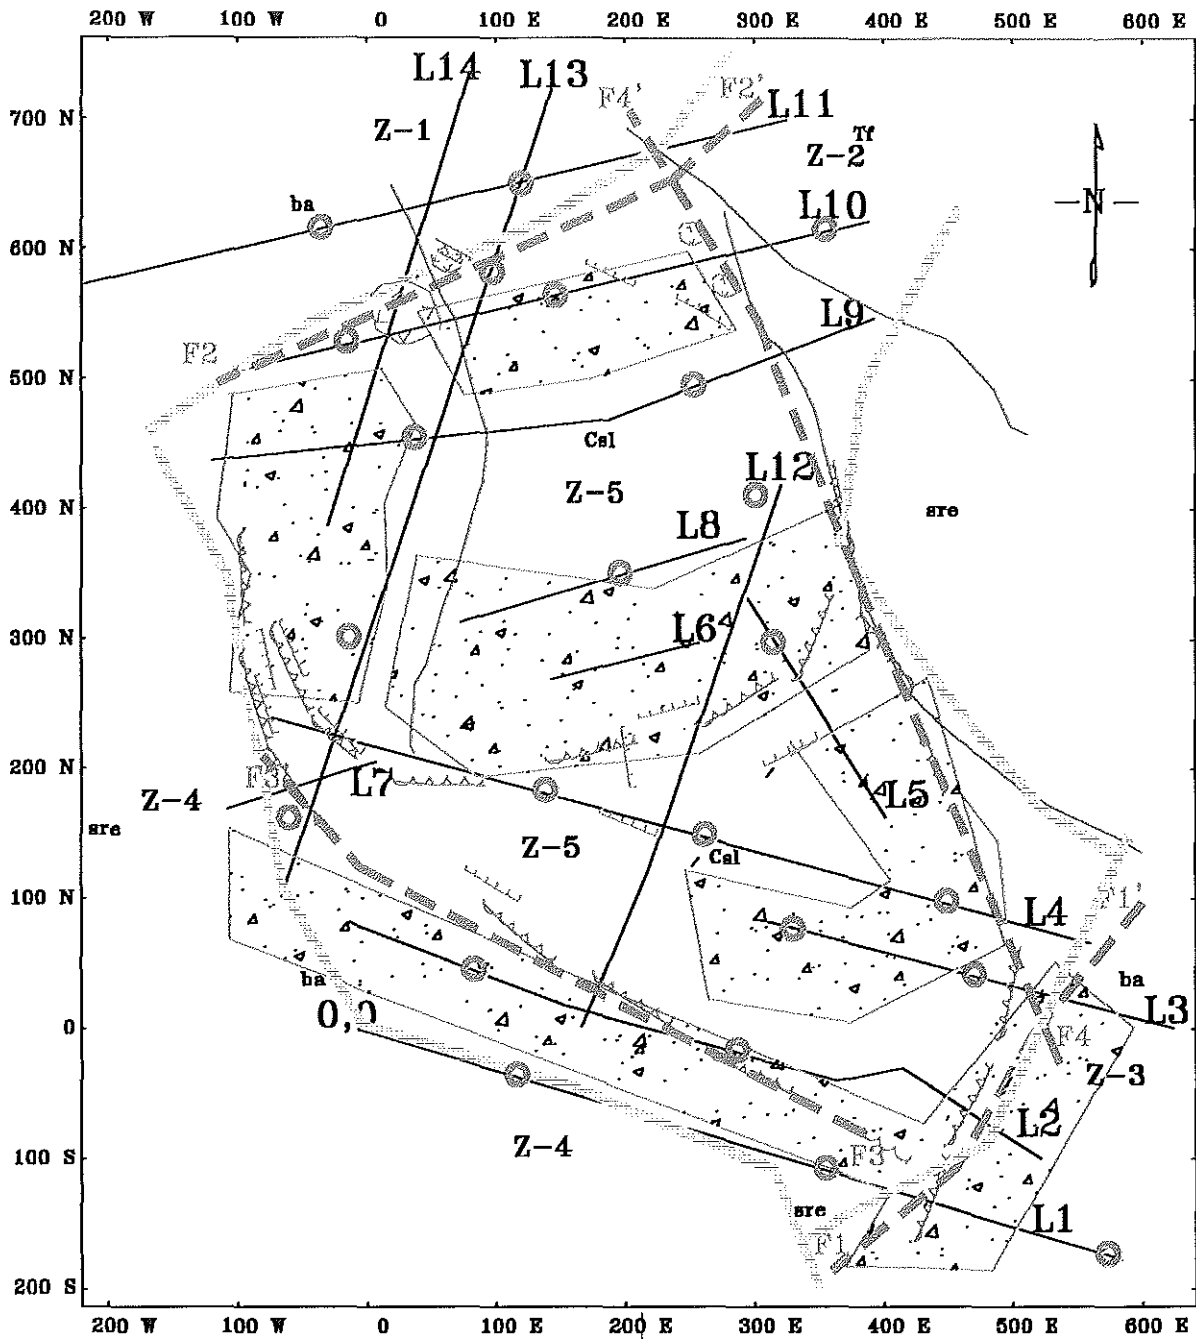 200 W 100 W 0 100 E 200 E 300 E 400 E 500 E 600 E
L14
L13
F4'
F2'
L11
700 N
Z-1
Tf
Z-2
ba
L10
N
600 N
L9
F2
500 N
Csl
L12
Z-5
400 N
sre
L8
300 N
L6
200 N
F3'
L7
Z-4
L5
sre
Z-5
Csl
100 N
F1'
L4
ba
ba
0,0
L3
0
F4
Z-3
L2
100 S
Z-4
F3
sre
L1
F1
200 S
200 W 100 W 0 100 E 200 E 300 E 400 E 500 E 600 E